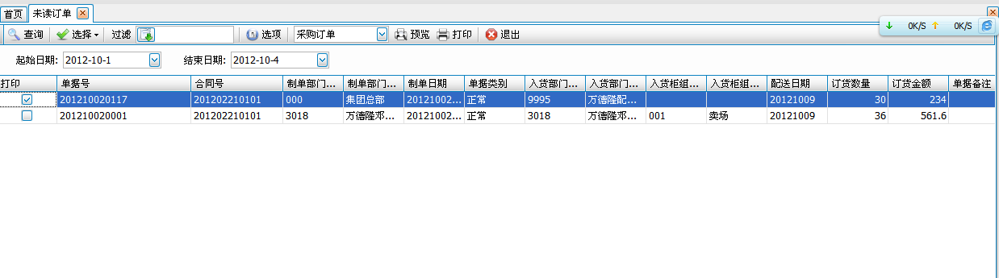 首页 未读订单
查询 选择 过滤 选项 采购订单 预览 打印 退出 0K/S 0K/S
起始日期: 2012-10-1 结束日期: 2012-10-4
打印 单据号 合同号 制单部门... 制单部门... 制单日期 单据类别 入货部门... 入货部门... 入货柜组... 入货柜组... 配送日期 订货数量 订货金额 单据备注
201210020117 201202210101 000 集团总部 20121002... 正常 9995 万德隆配... 20121009 30 234
201210020001 201202210101 3018 万德隆邓... 20121002... 正常 3018 万德隆邓... 001 卖场 20121009 36 561.6